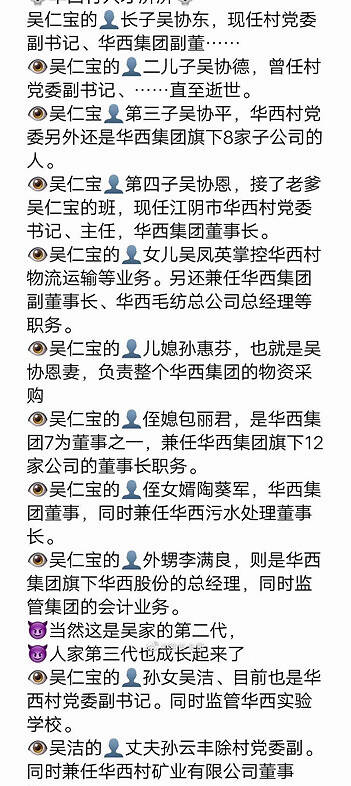 吴仁宝的👤长子吴协东，现任村党委
副书记、华西集团副董……
👁吴仁宝的👤二儿子吴协德，曾任村
党委副书记、……直至逝世。
👁吴仁宝👤第三子吴协平，华西村党
委另外还是华西集团旗下8家子公司的
人。
👁吴仁宝👤第四子吴协恩，接了老爹
吴仁宝的班，现任江阴市华西村党委
书记、主任，华西集团董事长。
👁吴仁宝的👤女儿吴凤英掌控华西村
物流运输等业务。另还兼任华西集团
副董事长、华西毛纺总公司总经理等
职务。
👁吴仁宝的👤儿媳孙惠芬，也就是吴
协恩妻，负责整个华西集团的物资采
购
👁吴仁宝的👤侄媳包丽君，是华西集
团7为董事之一，兼任华西集团旗下12
家公司的董事长职务。
👁吴仁宝的👤侄女婿陶葵军，华西集
团董事，同时兼任华西污水处理董事
长。
👁吴仁宝的👤外甥李满良，则是华西
集团旗下华西股份的总经理，同时监
管集团的会计业务。
😈当然这是吴家的第二代，
😈人家第三代也成长起来了
👁吴仁宝的👤孙女吴洁、目前也是华
西村党委副书记。同时监管华西实验
学校。
👁吴洁的👤丈夫孙云丰除村党委副。
同时兼任华西村矿业有限公司董事